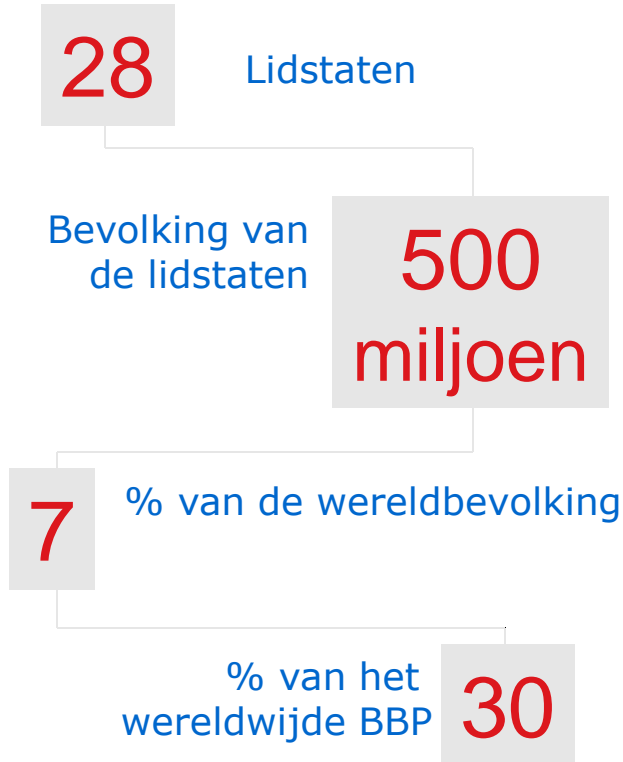 28
Lidstaten
Bevolking van
de lidstaten
500
miljoen
7
% van de wereldbevolking
% van het
wereldwijde BBP
30